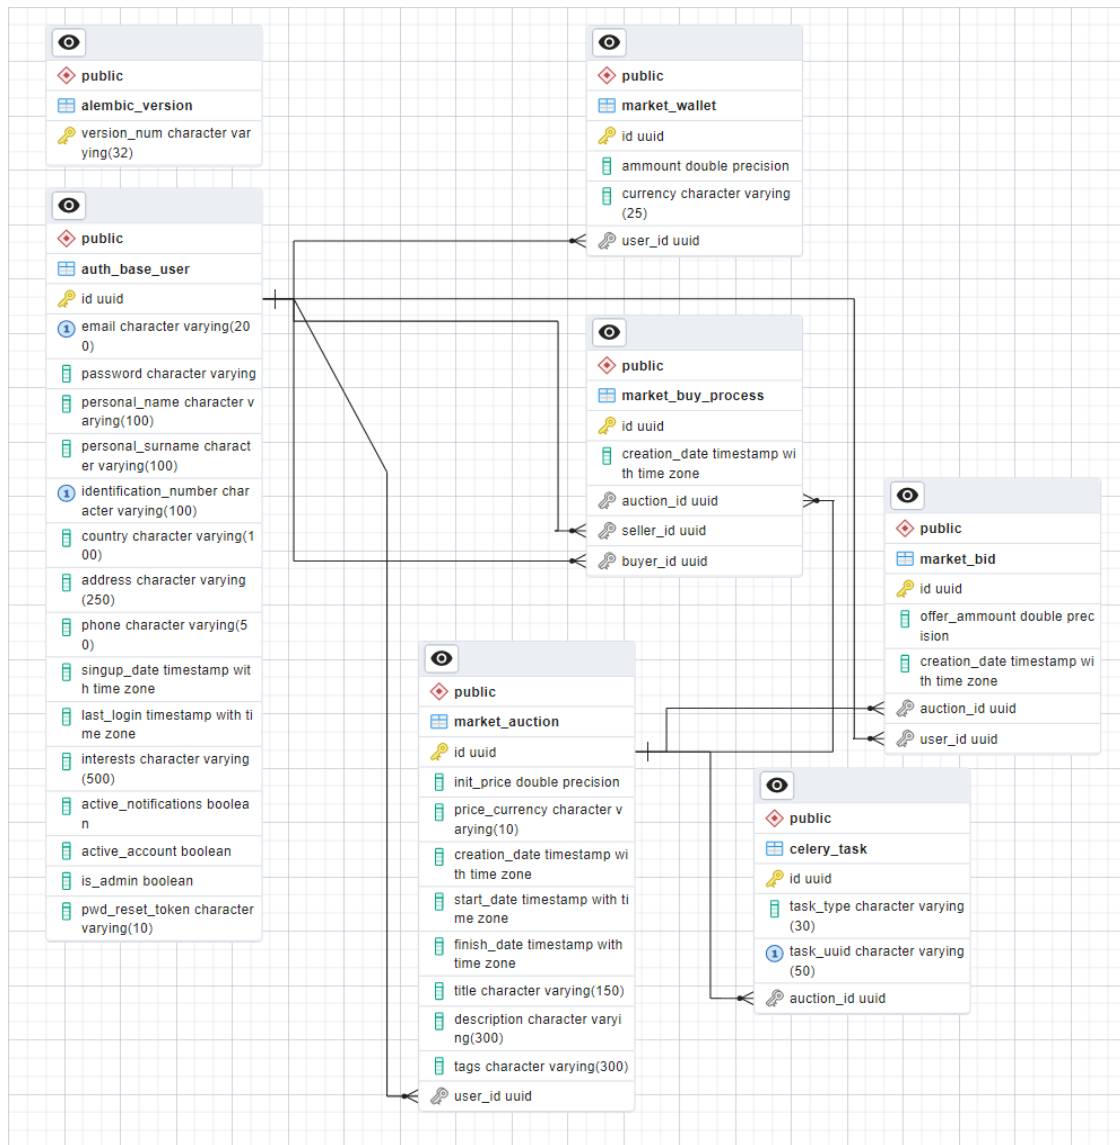 public
alembic_version
version_num character var
ying(32)
public
auth_base_user
id uuid
email character varying(20
0)
password character varying
personal_name character v
arying(100)
personal_surname charact
er varying(100)
identification_number char
acter varying(100)
country character varying(1
00)
address character varying
(250)
phone character varying(5
0)
singup_date timestamp wit
h time zone
last_login timestamp with ti
me zone
interests character varying
(500)
active_notifications boolea
n
active_account boolean
is_admin boolean
pwd_reset_token character
varying(10)
public
market_wallet
id uuid
ammount double precision
currency character varying
(25)
user_id uuid
public
market_buy_process
id uuid
creation_date timestamp wi
th time zone
auction_id uuid
seller_id uuid
buyer_id uuid
public
market_bid
id uuid
offer_ammount double prec
ision
creation_date timestamp wi
th time zone
auction_id uuid
user_id uuid
public
market_auction
id uuid
init_price double precision
price_currency character v
arying(10)
creation_date timestamp wi
th time zone
start_date timestamp with ti
me zone
finish_date timestamp with
time zone
title character varying(150)
description character varyi
ng(300)
tags character varying(300)
user_id uuid
public
celery_task
id uuid
task_type character varying
(30)
1
task_uuid character varying
(50)
auction_id uuid